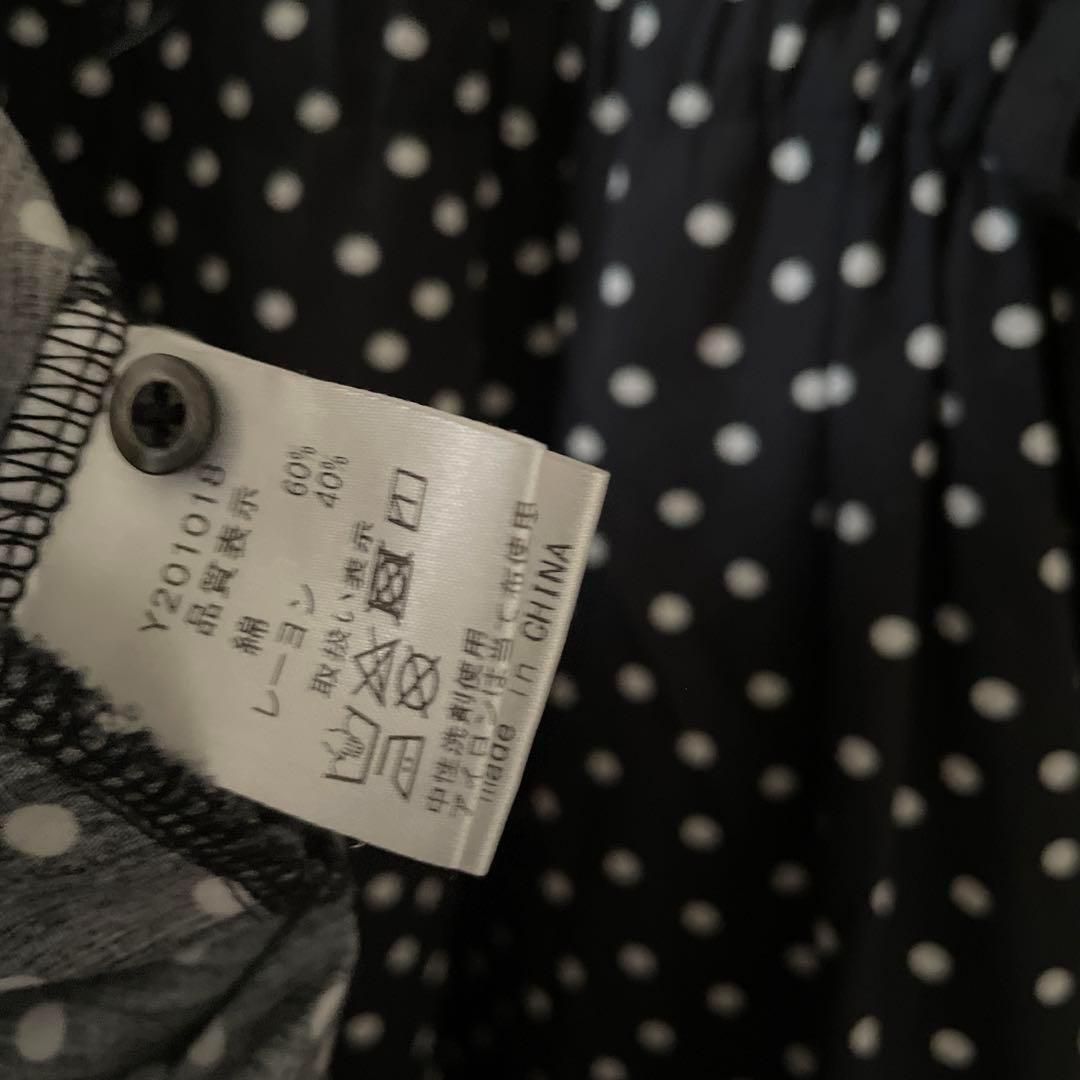 Y201018
品質表示
綿 60%
レーヨン 40%
取扱い表示
中性洗剤使用
アイロンは当て布使用
made in CHINA